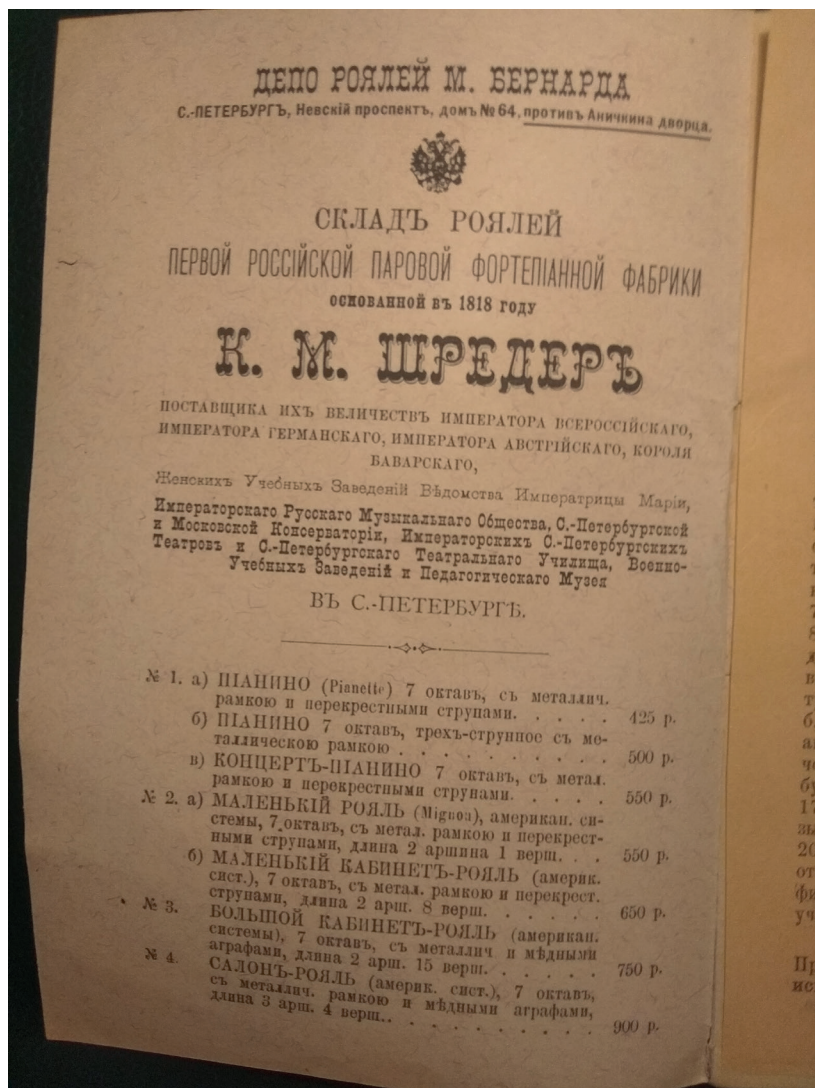 ДЕПО РОЯЛЕЙ М. БЕРНАРДА
С.-ПЕТЕРБУРГЪ, Невскій проспектъ, домъ № 64, противъ Аничкина дворца.
СКЛАДЪ РОЯЛЕЙ
ПЕРВОЙ РОССІЙСКОЙ ПАРОВОЙ ФОРТЕПІАННОЙ ФАБРИКИ
ОСНОВАННОЙ ВЪ 1818 ГОДУ
К. М. ШРЕДЕРЪ
ПОСТАВЩИКА ИХЪ ВЕЛИЧЕСТВЪ ИМПЕРАТОРА ВСЕРОССІЙСКАГО,
ИМПЕРАТОРА ГЕРМАНСКАГО, ИМПЕРАТОРА АВСТРІЙСКАГО, КОРОЛЯ
БАВАРСКАГО,
Женскихъ Учебныхъ Заведеній Вѣдомства Императрицы Маріи,
Императорскаго Русскаго Музыкальнаго Общества, С.-Петербургской
и Московской Консерваторіи, Императорскихъ С.-Петербургскихъ
Театровъ и С.-Петербургскаго Театральнаго Училища, Военно-
Учебныхъ Заведеній и Педагогическаго Музея
ВЪ С.-ПЕТЕРБУРГѢ.
№ 1. а) ПІАНИНО (Pianette) 7 октавъ, съ металлич.
рамкою и перекрестными струнами. . . . . 425 р.
б) ПІАНИНО 7 октавъ, трехъ-струнное съ ме-
таллическою рамкою . . . . . . . . . . 500 р.
в) КОНЦЕРТЪ-ПІАНИНО 7 октавъ, съ метал.
рамкою и перекрестными струнами. . . . . 550 р.
№ 2. а) МАЛЕНЬКІЙ РОЯЛЬ (Mignon), американ. си-
стемы, 7 октавъ, съ метал. рамкою и перекрест-
ными струнами, длина 2 аршина 1 верш. . . 550 р.
б) МАЛЕНЬКІЙ КАБИНЕТЪ-РОЯЛЬ (америк.
сист.), 7 октавъ, съ метал. рамкою и перекрест.
струнами, длина 2 арш. 8 верш. . . . . . 650 р.
№ 3. БОЛЬШОЙ КАБИНЕТЪ-РОЯЛЬ (американ.
системы), 7 октавъ, съ металлич и мѣдными
аграфами, длина 2 арш. 15 верш. . . . . . 750 р.
№ 4. САЛОНЪ-РОЯЛЬ (америк. сист.), 7 октавъ,
съ металлич. рамкою и мѣдными аграфами,
длина 3 арш. 4 верш.. . . . . . . . . . 900 р.